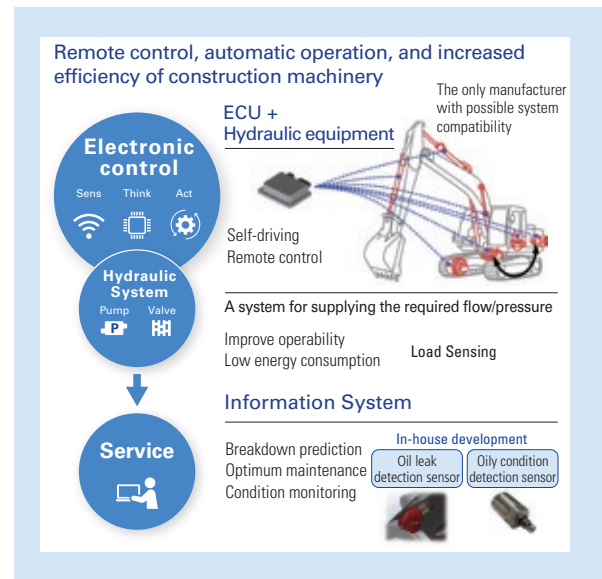 Remote control, automatic operation, and increased
efficiency of construction machinery
The only manufacturer
with possible system
compatibility
ECU +
Hydraulic equipment
Electronic
control
Sens Think Act
Self-driving
Remote control
Hydraulic
System
Pump Valve
P
A system for supplying the required flow/pressure
Improve operability
Low energy consumption
Load Sensing
Information System
Service
In-house development
Breakdown prediction
Optimum maintenance
Condition monitoring
Oil leak
detection sensor
Oily condition
detection sensor